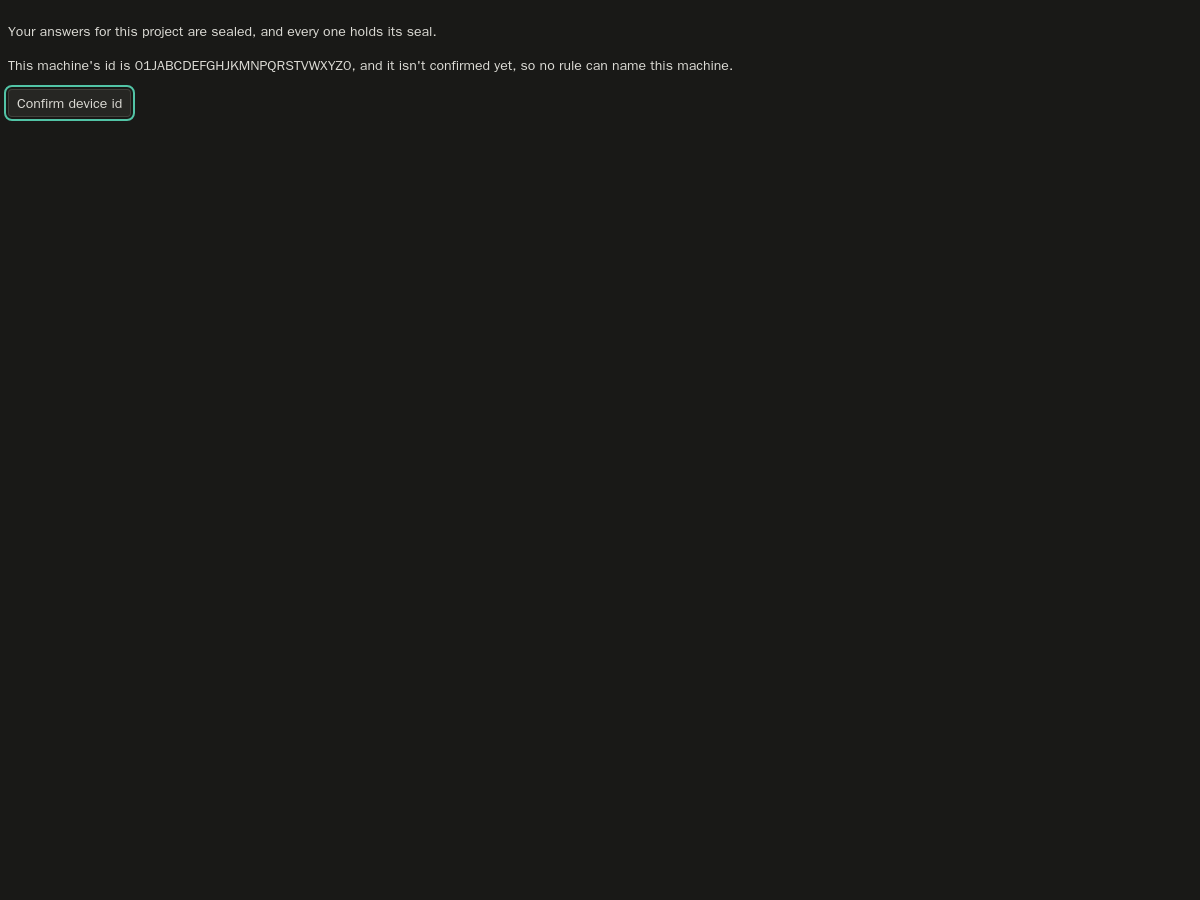 Your answers for this project are sealed, and every one holds its seal.
This machine's id is 01JABCDEFGHJKMNPQRSTVWXYZ0, and it isn't confirmed yet, so no rule can name this machine.
Confirm device id